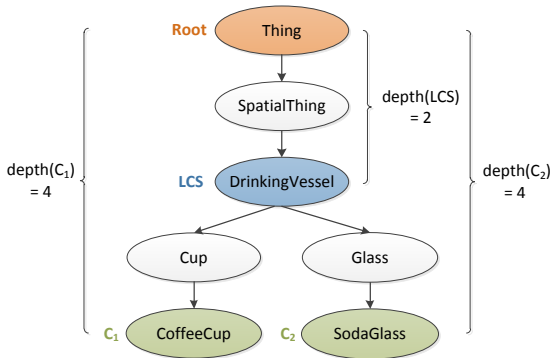 Root Thing
SpatialThing
depth(LCS)
= 2
depth(C₁)
= 4
depth(C₂)
= 4
LCS DrinkingVessel
Cup Glass
C₁ CoffeeCup C₂ SodaGlass